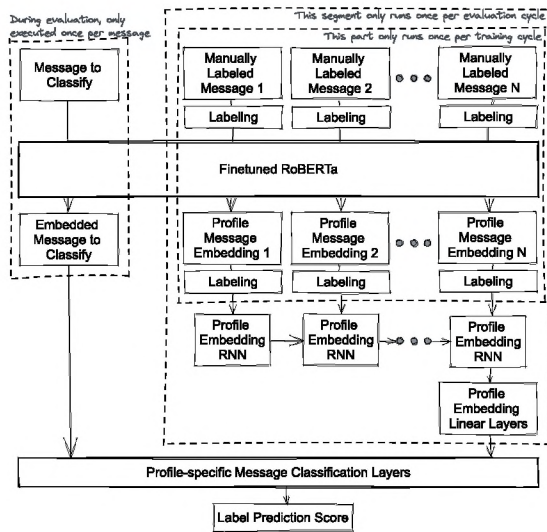 During evaluation, only
executed once per message
This segment only runs once per evaluation cycle
This part only runs once per training cycle
Message to
Classify
Manually
Labeled
Message 1
Manually
Labeled
Message 2
Manually
Labeled
Message N
Labeling
Labeling
Labeling
Finetuned RoBERTa
Embedded
Message to
Classify
Profile
Message
Embedding 1
Profile
Message
Embedding 2
Profile
Message
Embedding N
Labeling
Labeling
Labeling
Profile
Embedding
RNN
Profile
Embedding
RNN
Profile
Embedding
RNN
Profile
Embedding
Linear Layers
Profile-specific Message Classification Layers
Label Prediction Score